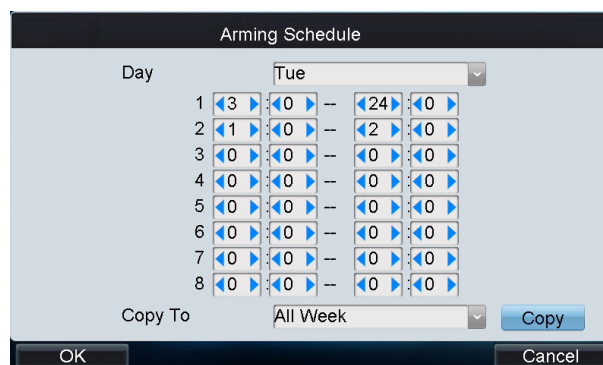 Arming Schedule
Day Tue
1 3 : 0 -- 24 : 0
2 1 : 0 -- 2 : 0
3 0 : 0 -- 0 : 0
4 0 : 0 -- 0 : 0
5 0 : 0 -- 0 : 0
6 0 : 0 -- 0 : 0
7 0 : 0 -- 0 : 0
8 0 : 0 -- 0 : 0
Copy To All Week Copy
OK Cancel